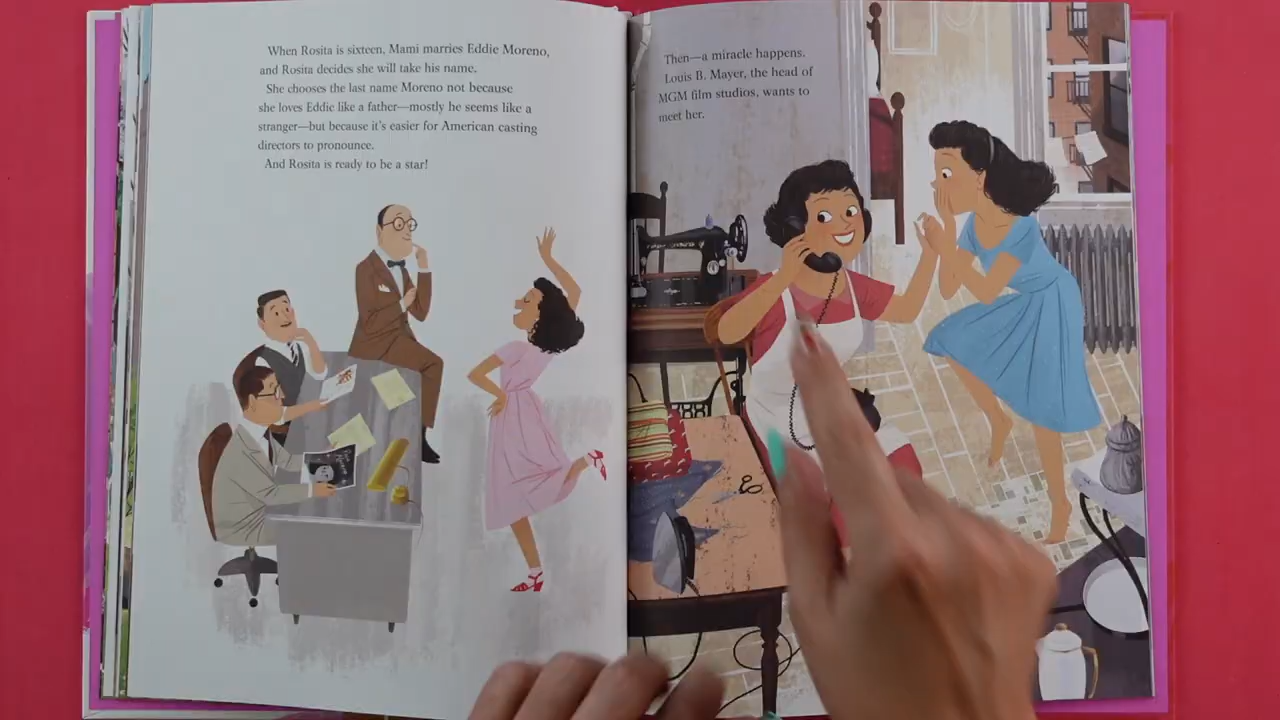 When Rosita is sixteen, Mami marries Eddie Moreno,
and Rosita decides she will take his name.
She chooses the last name Moreno not because
she loves Eddie like a father—mostly he seems like a
stranger—but because it's easier for American casting
directors to pronounce.
And Rosita is ready to be a star!
Then—a miracle happens.
Louis B. Mayer, the head of
MGM film studios, wants to
meet her.